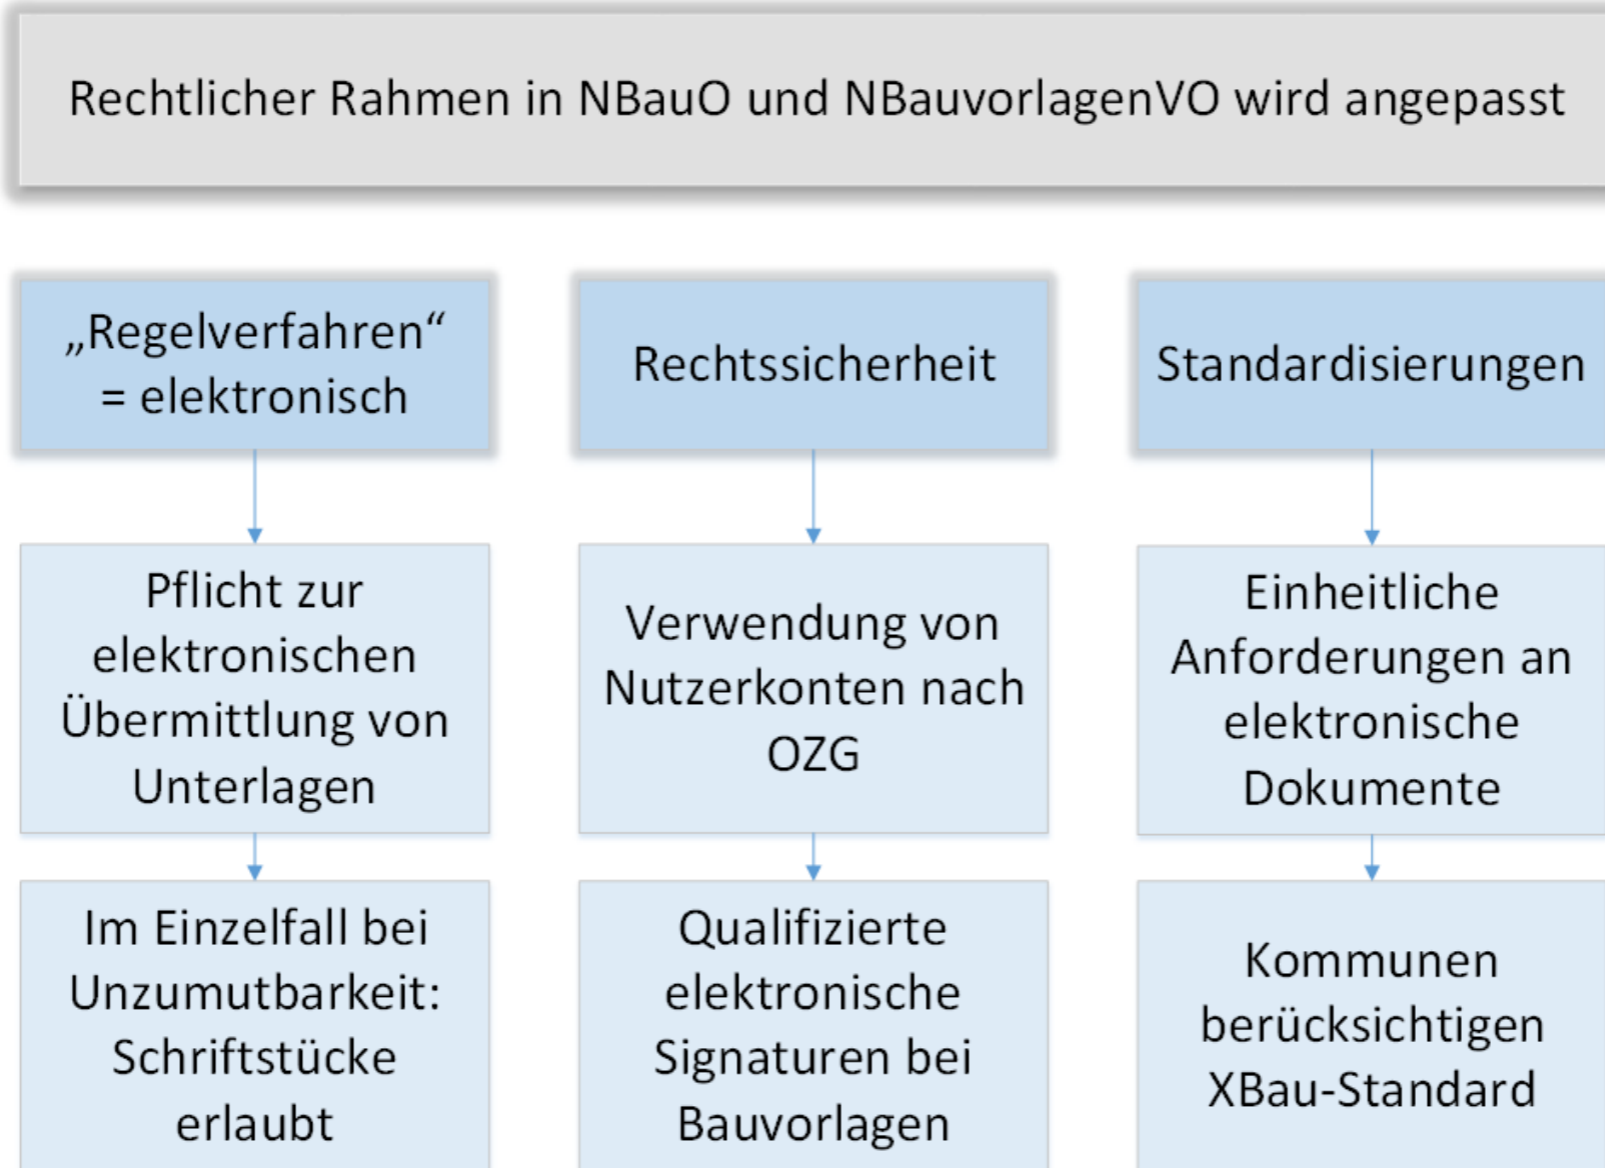 Rechtlicher Rahmen in NBauO und NBauvorlagenVO wird angepasst
„Regelverfahren“
= elektronisch
Pflicht zur
elektronischen
Übermittlung von
Unterlagen
Im Einzelfall bei
Unzumutbarkeit:
Schriftstücke
erlaubt
Rechtssicherheit
Verwendung von
Nutzerkonten nach
OZG
Qualifizierte
elektronische
Signaturen bei
Bauvorlagen
Standardisierungen
Einheitliche
Anforderungen an
elektronische
Dokumente
Kommunen
berücksichtigen
XBau-Standard